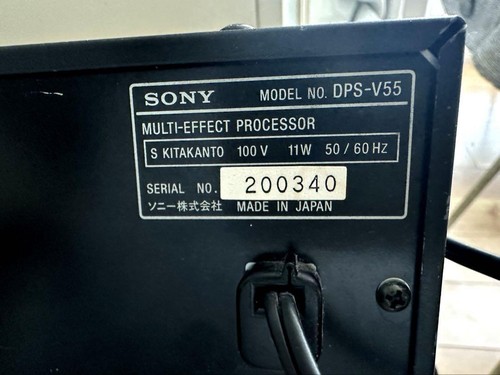 SONY MODEL NO. DPS-V55
MULTI-EFFECT PROCESSOR
S KITAKANTO 100 V 11W 50 / 60 HZ
SERIAL NO. 200340
ソニー株式会社 MADE IN JAPAN